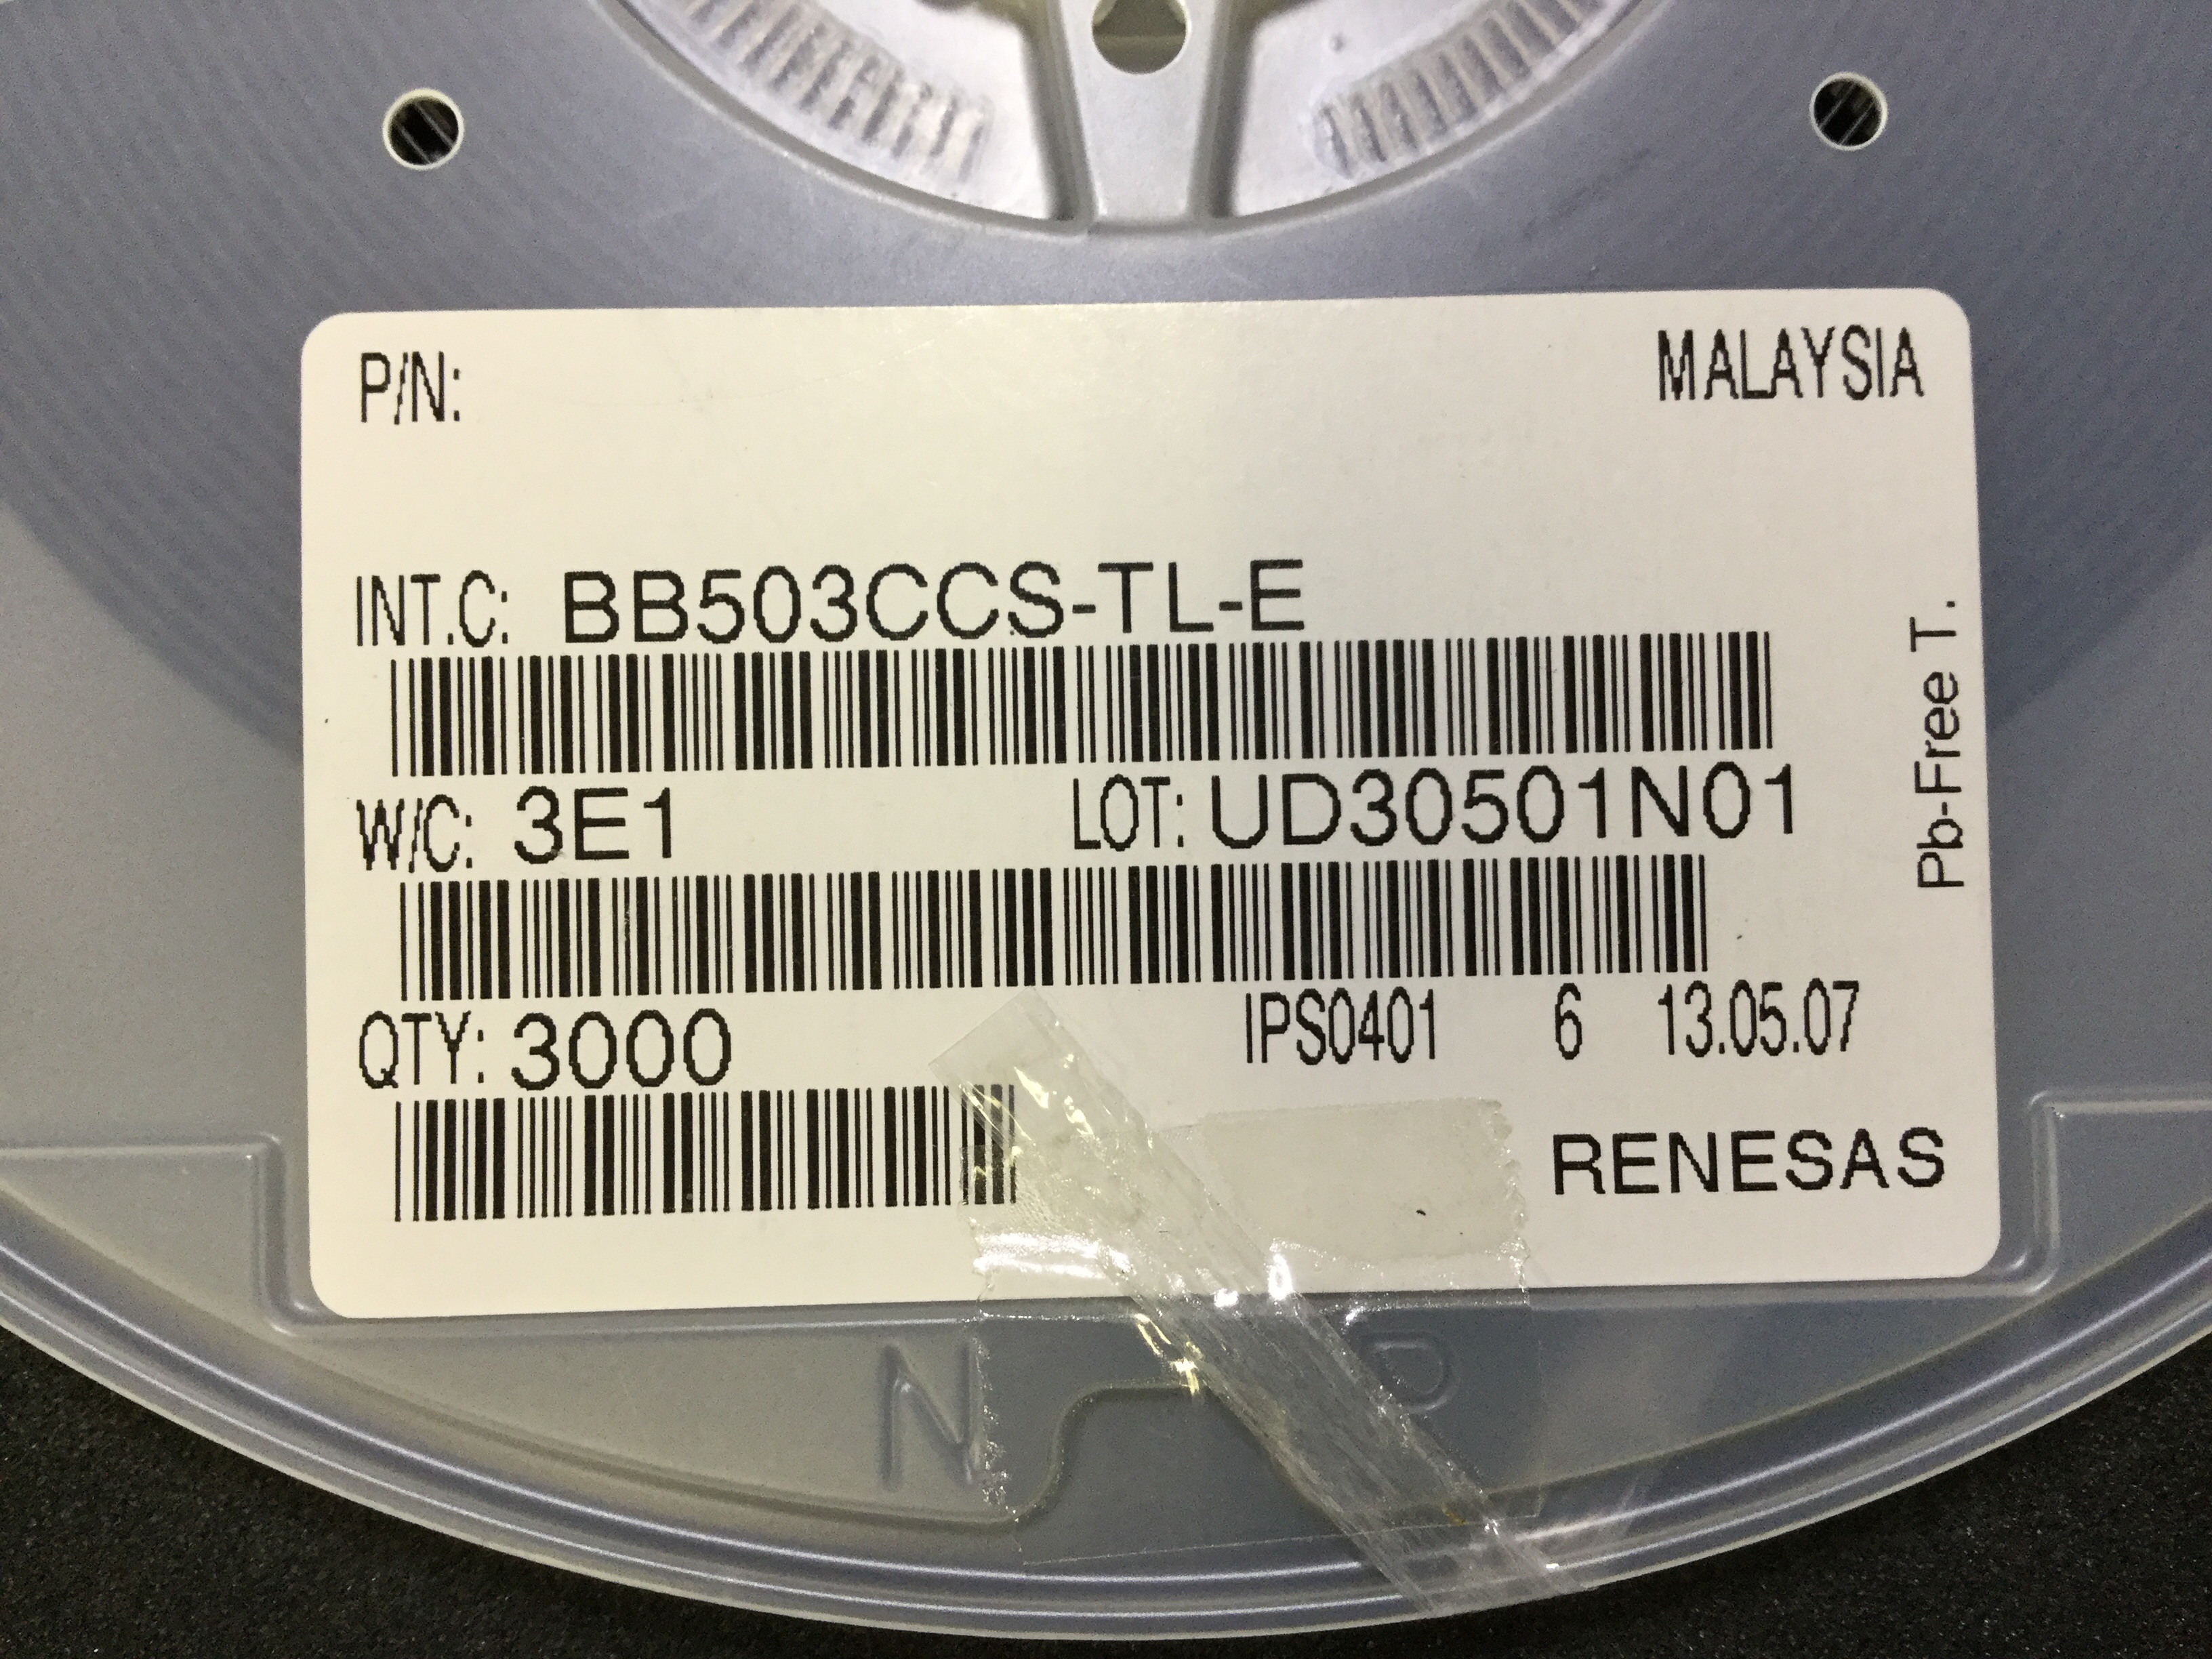 P/N: MALAYSIA
INT.C: BB503CCS-TL-E
Pb-Free T.
W/C: 3E1 LOT: UD30501N01
QTY: 3000 IPS0401 6 13.05.07
RENESAS
N